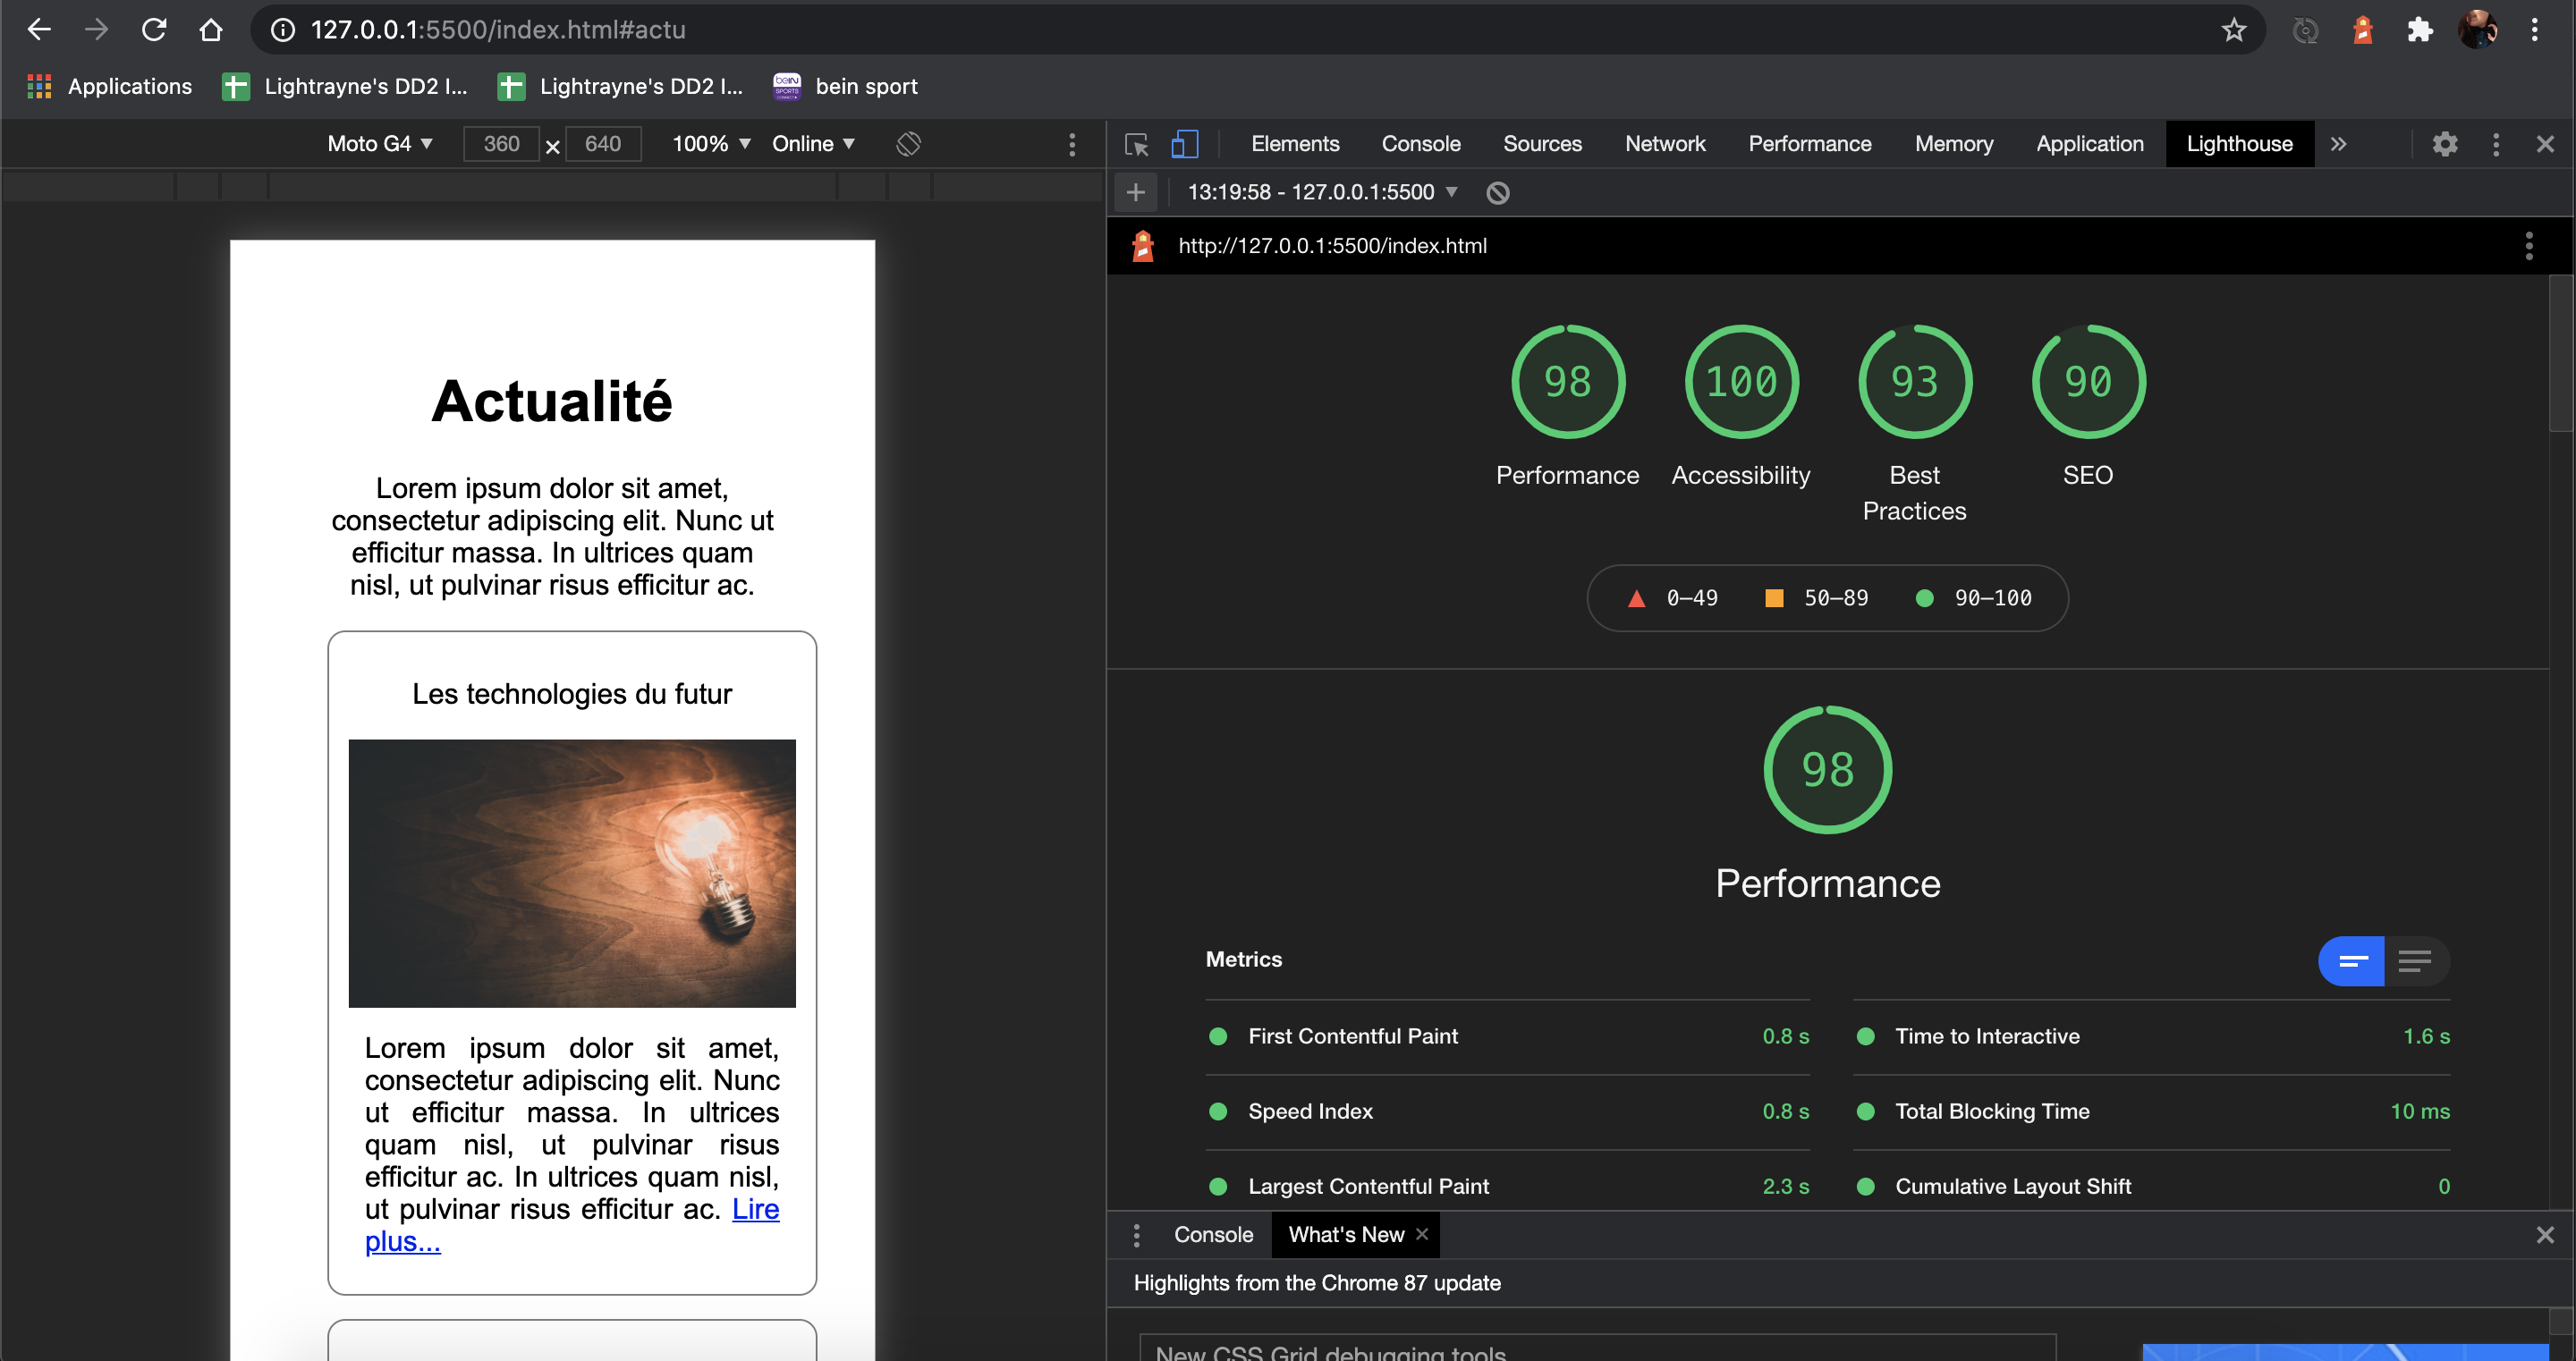 127.0.0.1:5500/index.html#actu
Applications
Lightrayne's DD2 I...
Lightrayne's DD2 I...
beIN
SPORTS
bein sport
Moto G4
360
640
100%
Online
Elements
Console
Sources
Network
Performance
Memory
Application
Lighthouse
13:19:58 - 127.0.0.1:5500
http://127.0.0.1:5500/index.html
Actualité
Lorem ipsum dolor sit amet,
consectetur adipiscing elit. Nunc ut
efficitur massa. In ultrices quam
nisl, ut pulvinar risus efficitur ac.
Les technologies du futur
Lorem ipsum dolor sit amet,
consectetur adipiscing elit. Nunc
ut efficitur massa. In ultrices
quam nisl, ut pulvinar risus
efficitur ac. In ultrices quam nisl,
ut pulvinar risus efficitur ac. Lire
plus...
98
Performance
100
Accessibility
93
Best
Practices
90
SEO
0–49
50–89
90–100
98
Performance
Metrics
First Contentful Paint
0.8 s
Time to Interactive
1.6 s
Speed Index
0.8 s
Total Blocking Time
10 ms
Largest Contentful Paint
2.3 s
Cumulative Layout Shift
0
Console
What's New
Highlights from the Chrome 87 update
New CSS Grid debugging tools